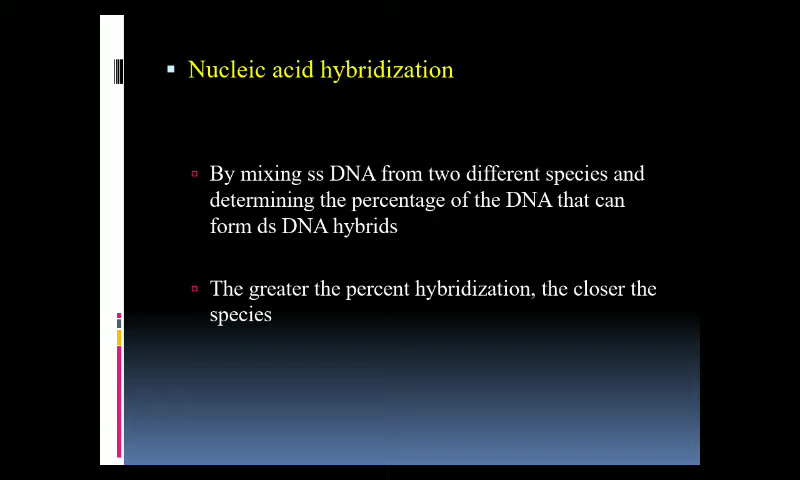 Nucleic acid hybridization
By mixing ss DNA from two different species and
determining the percentage of the DNA that can
form ds DNA hybrids
The greater the percent hybridization, the closer the
species